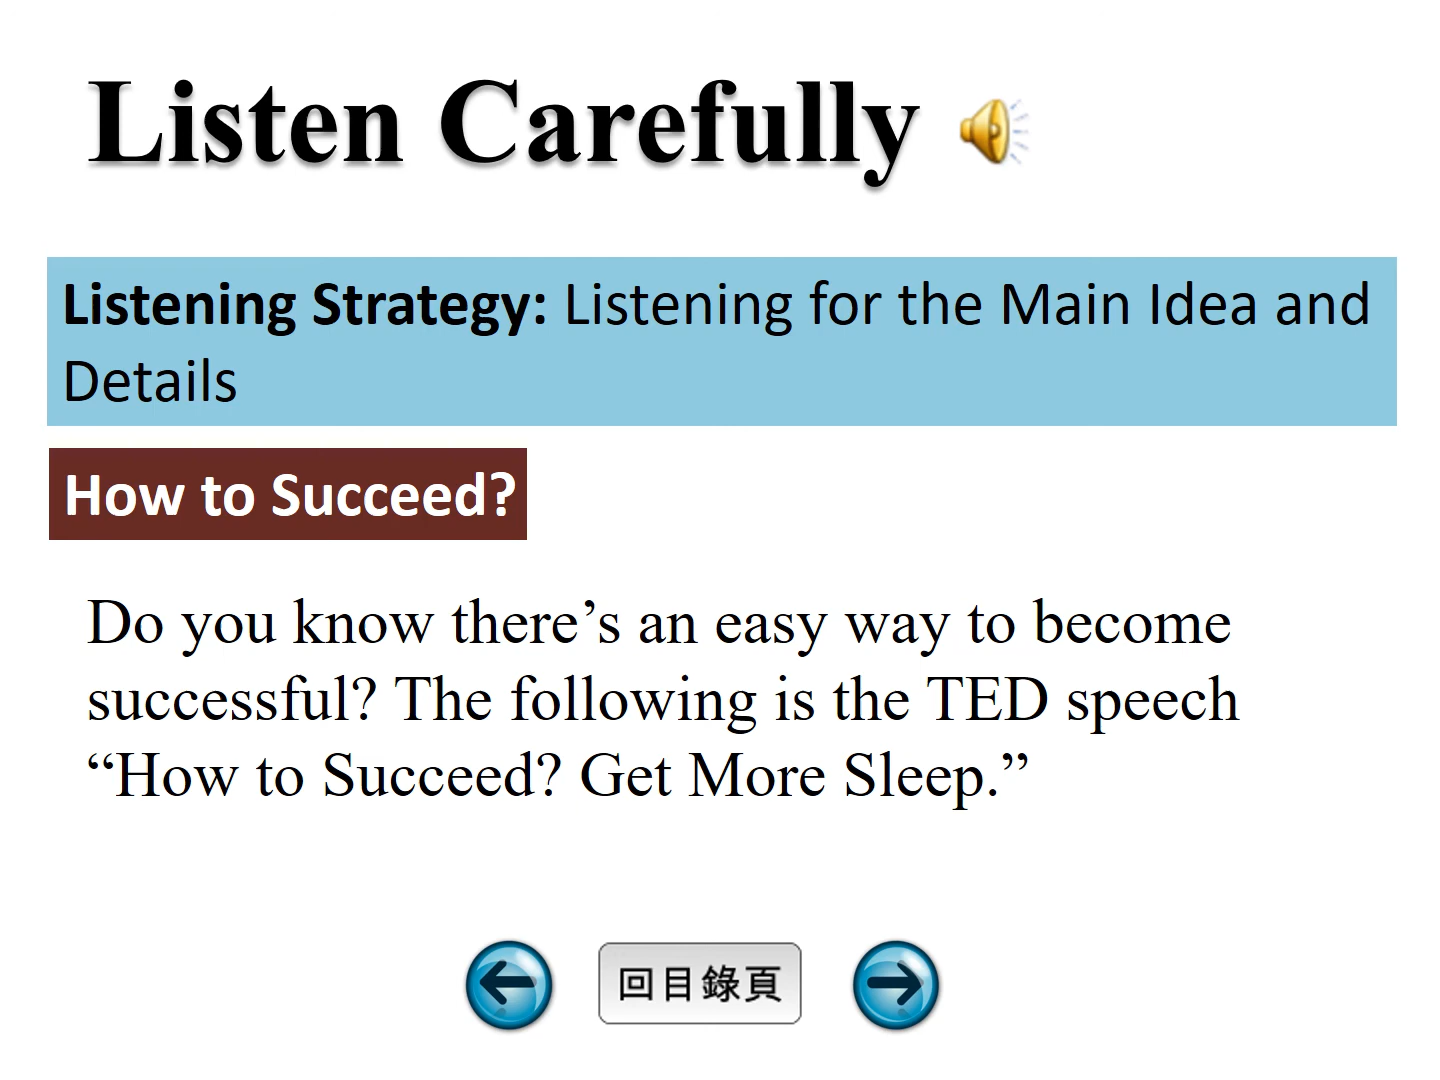 Listen Carefully
Listening Strategy: Listening for the Main Idea and
Details
How to Succeed?
Do you know there’s an easy way to become
successful? The following is the TED speech
“How to Succeed? Get More Sleep.”
回目錄頁